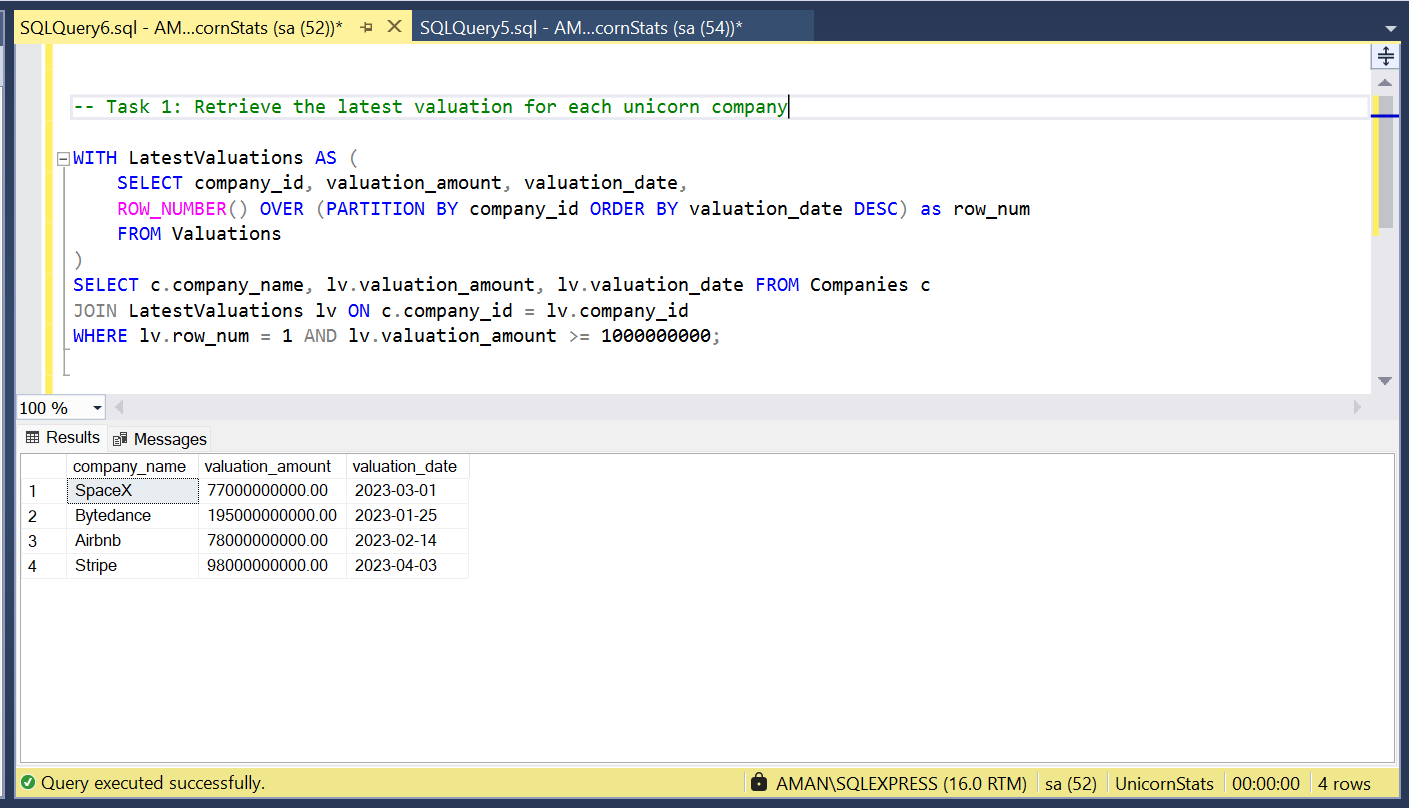 SQLQuery6.sql - AM...cornStats (sa (52))* SQLQuery5.sql - AM...cornStats (sa (54))*
-- Task 1: Retrieve the latest valuation for each unicorn company
WITH LatestValuations AS (
SELECT company_id, valuation_amount, valuation_date,
ROW_NUMBER() OVER (PARTITION BY company_id ORDER BY valuation_date DESC) as row_num
FROM Valuations
)
SELECT c.company_name, lv.valuation_amount, lv.valuation_date FROM Companies c
JOIN LatestValuations lv ON c.company_id = lv.company_id
WHERE lv.row_num = 1 AND lv.valuation_amount >= 1000000000;
100 %
Results Messages
company_name valuation_amount valuation_date
1 SpaceX 77000000000.00 2023-03-01
2 Bytedance 195000000000.00 2023-01-25
3 Airbnb 78000000000.00 2023-02-14
4 Stripe 98000000000.00 2023-04-03
Query executed successfully. AMAN\SQLEXPRESS (16.0 RTM) sa (52) UnicornStats 00:00:00 4 rows